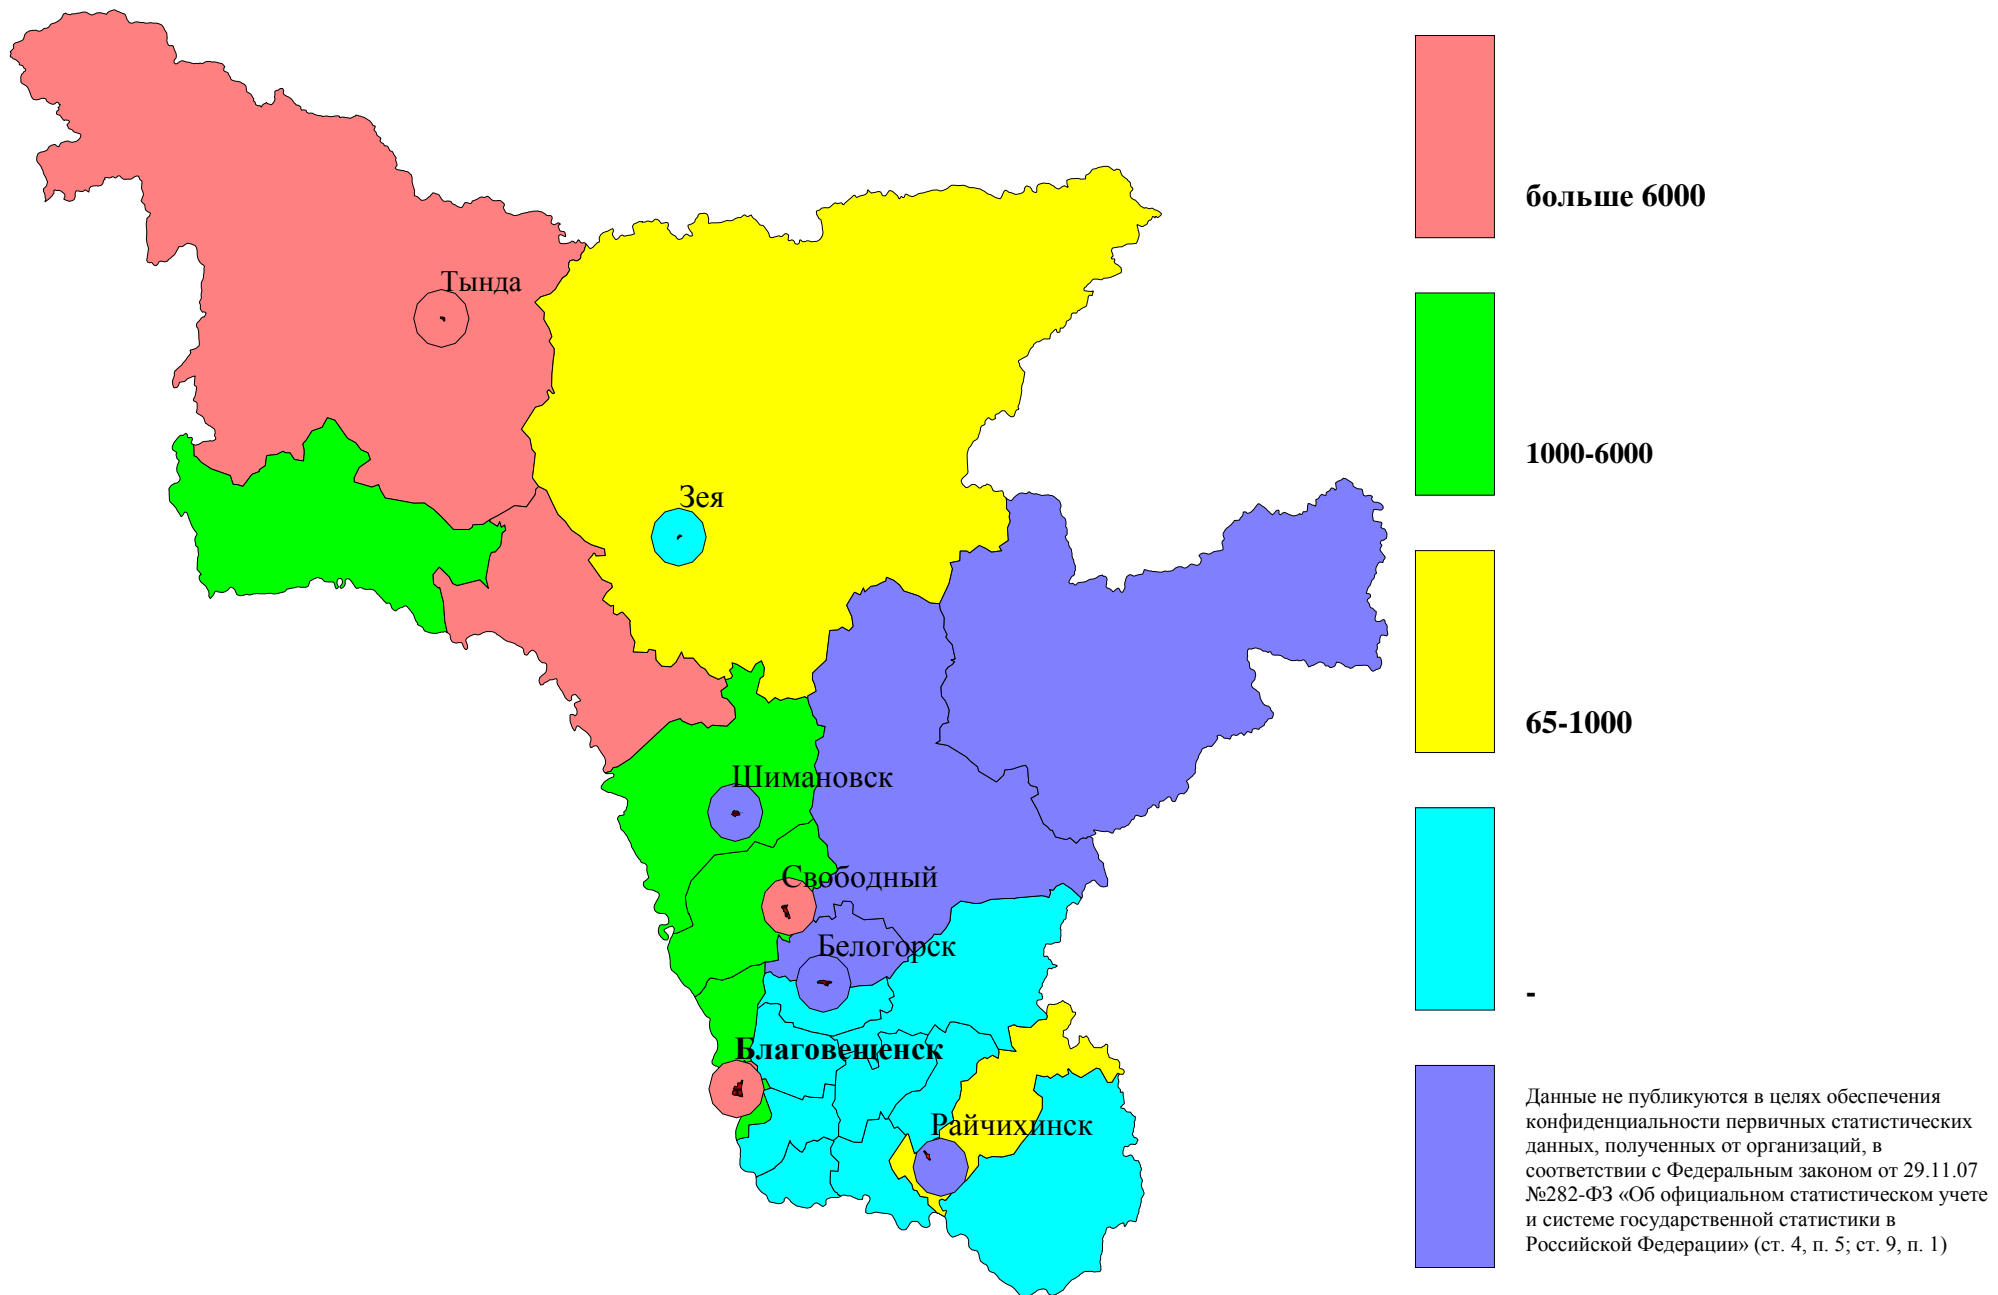 Тында
Зея
Шимановск
Свободный
Белогорск
Благовещенск
Райчихинск
больше 6000
1000-6000
65-1000
-
Данные не публикуются в целях обеспечения
конфиденциальности первичных статистических
данных, полученных от организаций, в
соответствии с Федеральным законом от 29.11.07
№282-ФЗ «Об официальном статистическом учете
и системе государственной статистики в
Российской Федерации» (ст. 4, п. 5; ст. 9, п. 1)